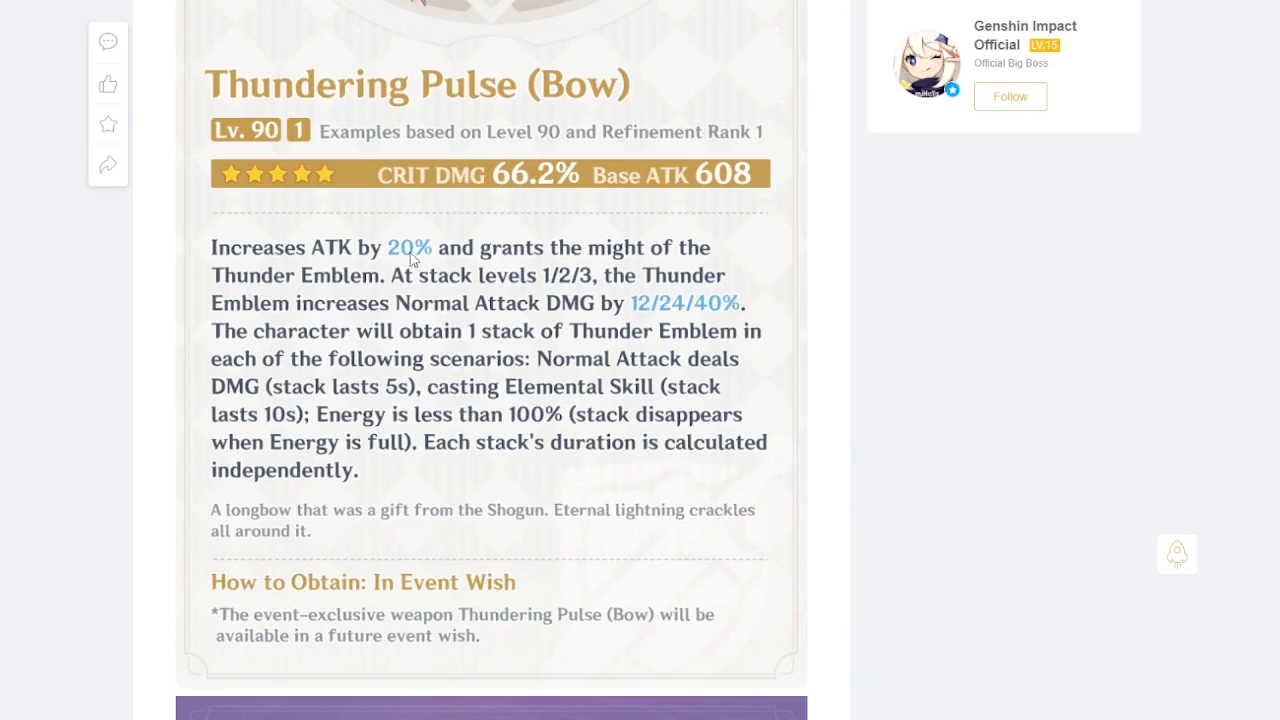 Thundering Pulse (Bow)
Lv. 90 1 Examples based on Level 90 and Refinement Rank 1
CRIT DMG 66.2% Base ATK 608
Increases ATK by 20% and grants the might of the
Thunder Emblem. At stack levels 1/2/3, the Thunder
Emblem increases Normal Attack DMG by 12/24/40%.
The character will obtain 1 stack of Thunder Emblem in
each of the following scenarios: Normal Attack deals
DMG (stack lasts 5s), casting Elemental Skill (stack
lasts 10s); Energy is less than 100% (stack disappears
when Energy is full). Each stack's duration is calculated
independently.
A longbow that was a gift from the Shogun. Eternal lightning crackles
all around it.
How to Obtain: In Event Wish
*The event-exclusive weapon Thundering Pulse (Bow) will be
available in a future event wish.
Genshin Impact
Official LV.15
Official Big Boss
Follow
miHoYo